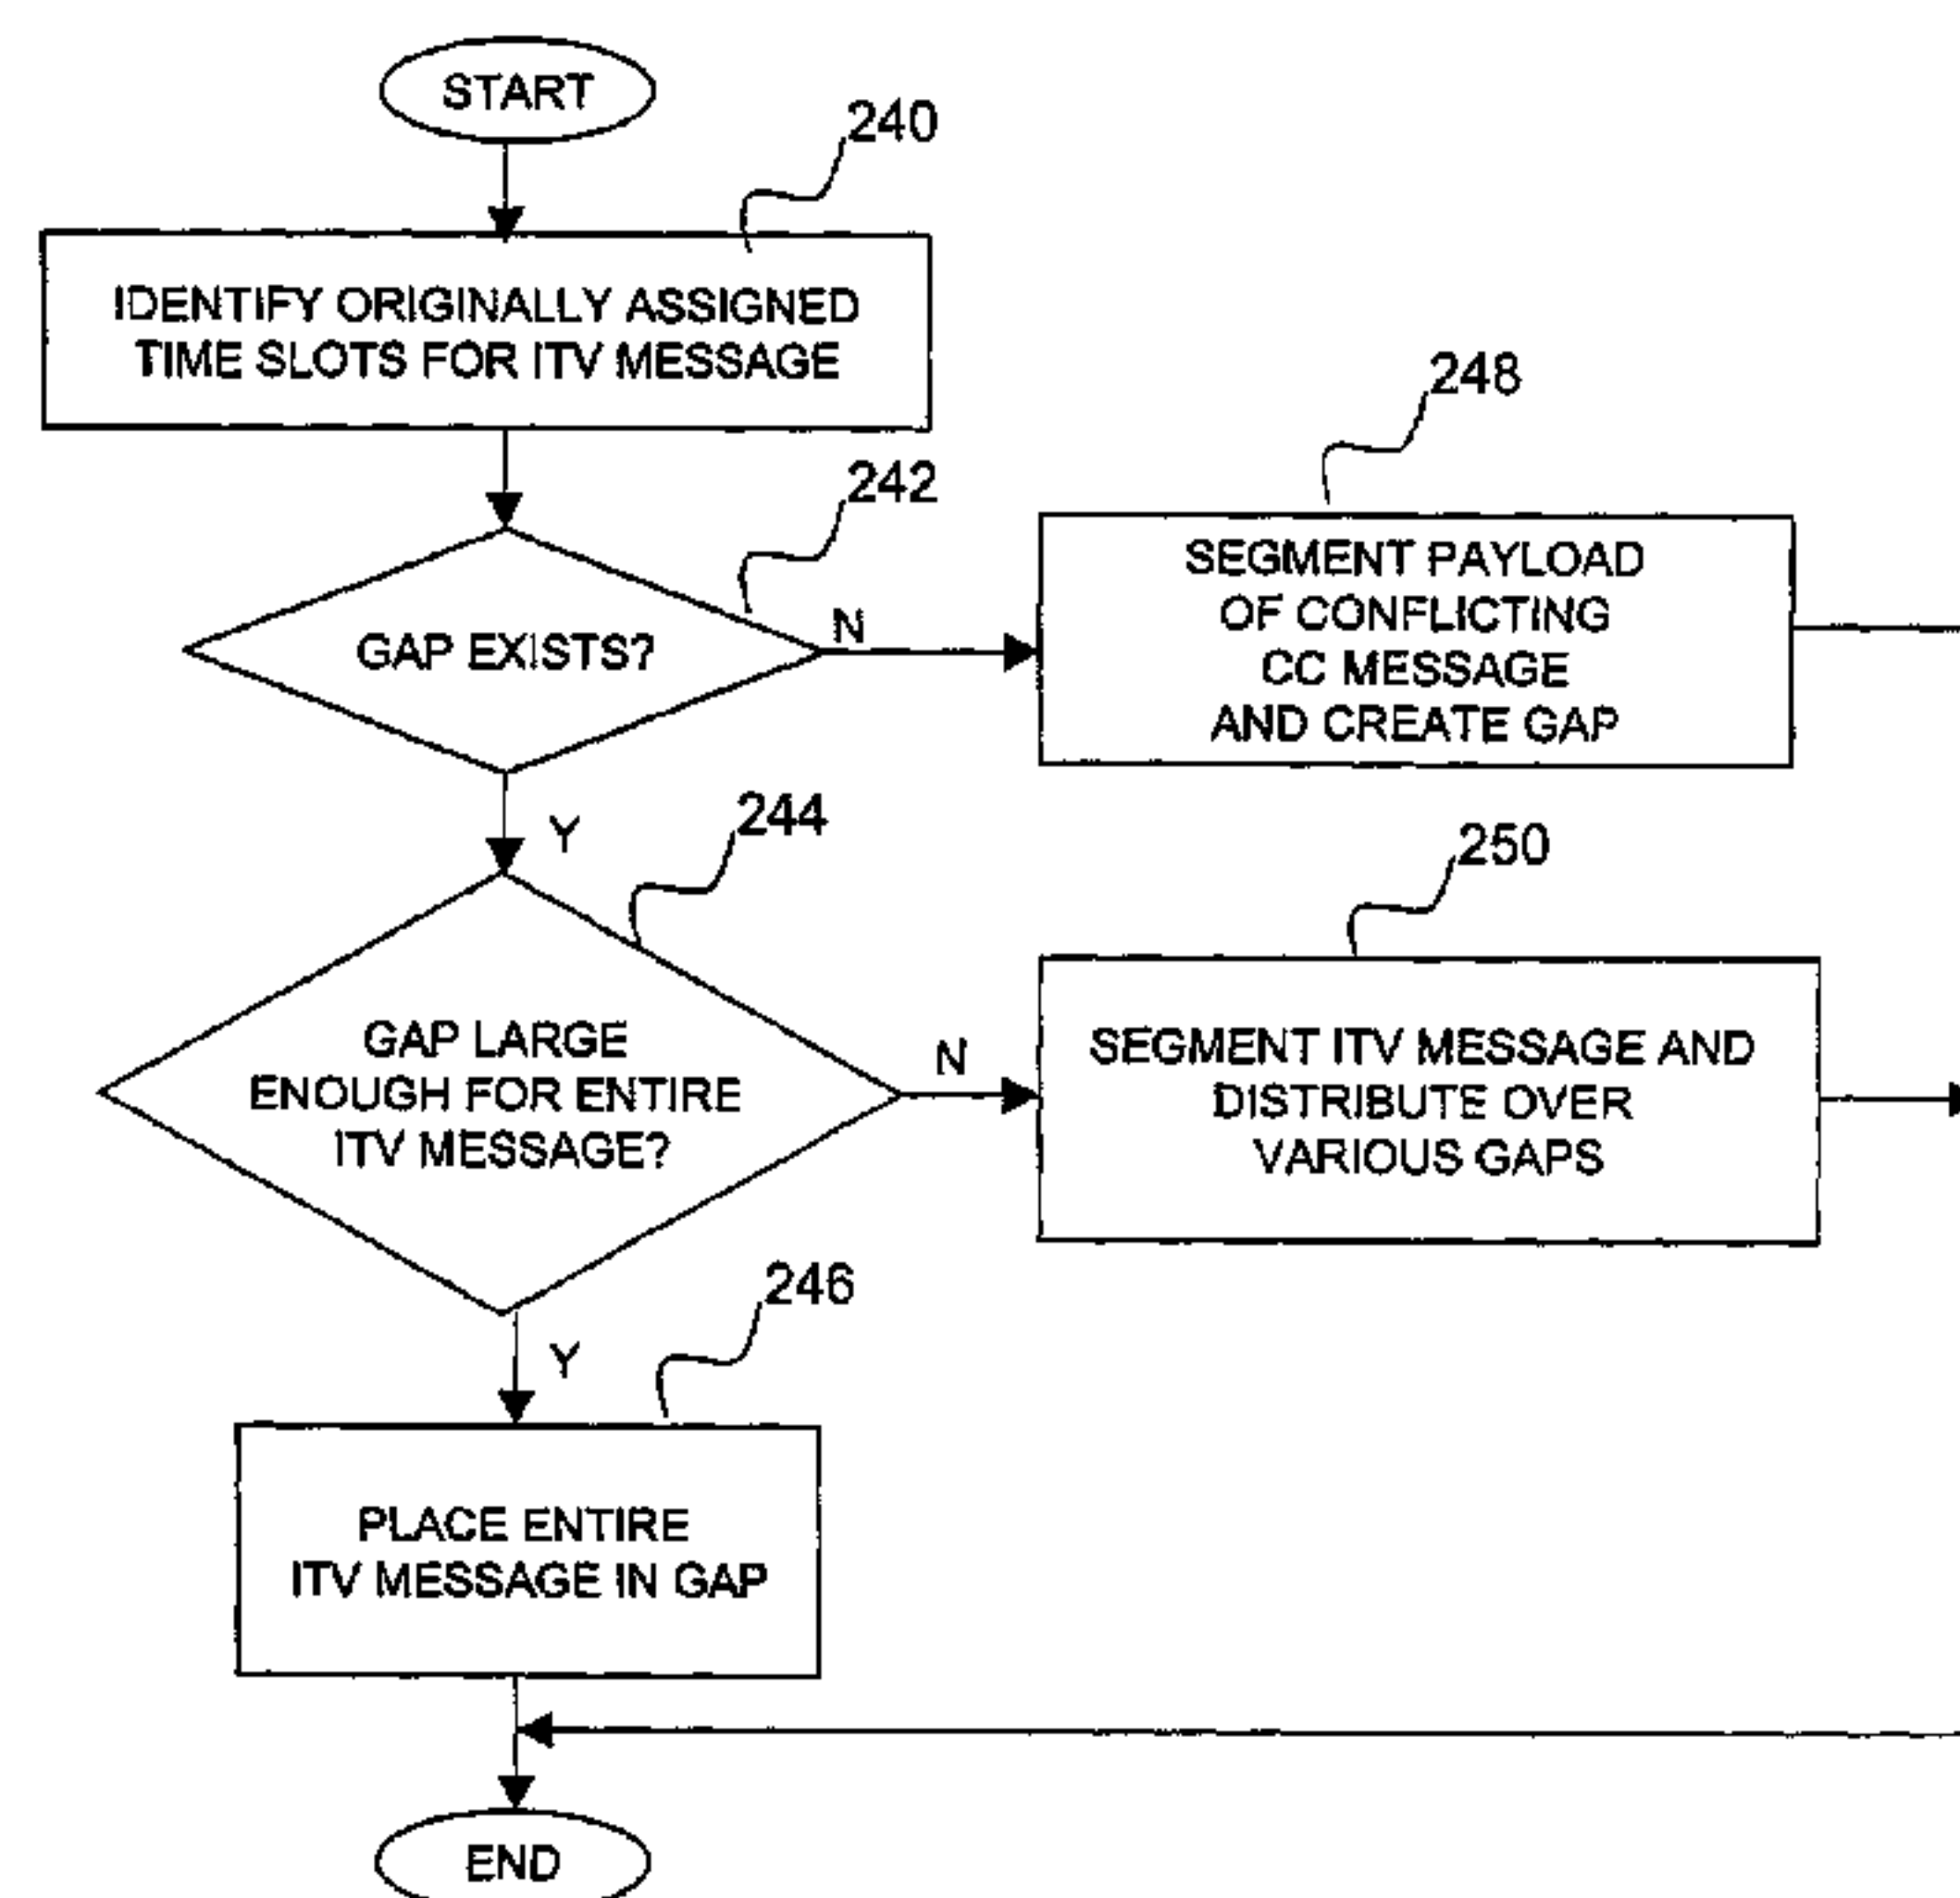 START
240
IDENTIFY ORIGINALLY ASSIGNED
TIME SLOTS FOR ITV MESSAGE
242
GAP EXISTS?
N
248
SEGMENT PAYLOAD
OF CONFLICTING
CC MESSAGE
AND CREATE GAP
Y
244
GAP LARGE
ENOUGH FOR ENTIRE
ITV MESSAGE?
N
250
SEGMENT ITV MESSAGE AND
DISTRIBUTE OVER
VARIOUS GAPS
Y
246
PLACE ENTIRE
ITV MESSAGE IN GAP
END